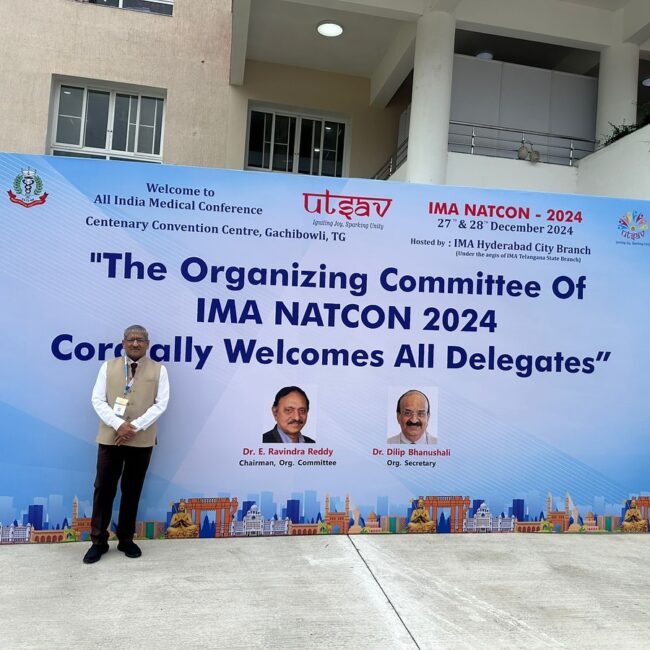 Welcome to
All India Medical Conference
Centenary Convention Centre, Gachibowli, TG
utsav
Igniting Joy, Sparking Unity
IMA NATCON - 2024
27TH & 28TH December 2024
Hosted by : IMA Hyderabad City Branch
(Under the aegis of IMA Telangana State Branch)
utsav
"The Organizing Committee Of
IMA NATCON 2024
Cordially Welcomes All Delegates”
Dr. E. Ravindra Reddy
Chairman, Org. Committee
Dr. Dilip Bhanushali
Org. Secretary